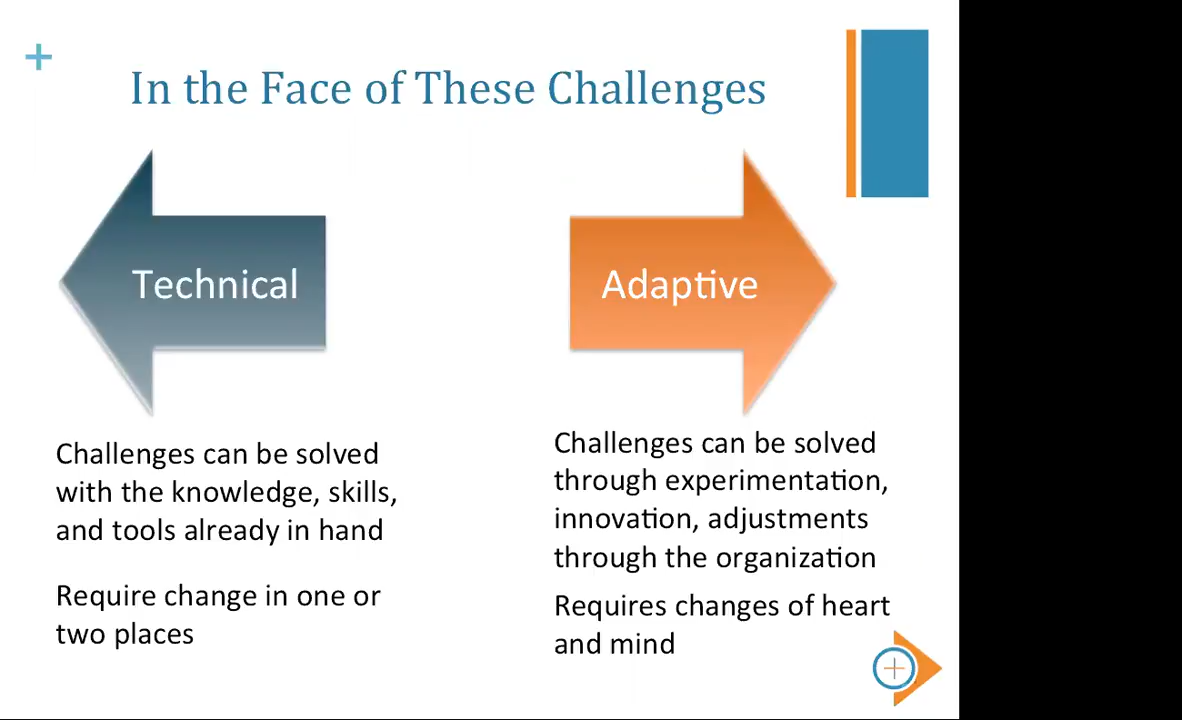 In the Face of These Challenges
Technical
Adaptive
Challenges can be solved
with the knowledge, skills,
and tools already in hand
Require change in one or
two places
Challenges can be solved
through experimentation,
innovation, adjustments
through the organization
Requires changes of heart
and mind